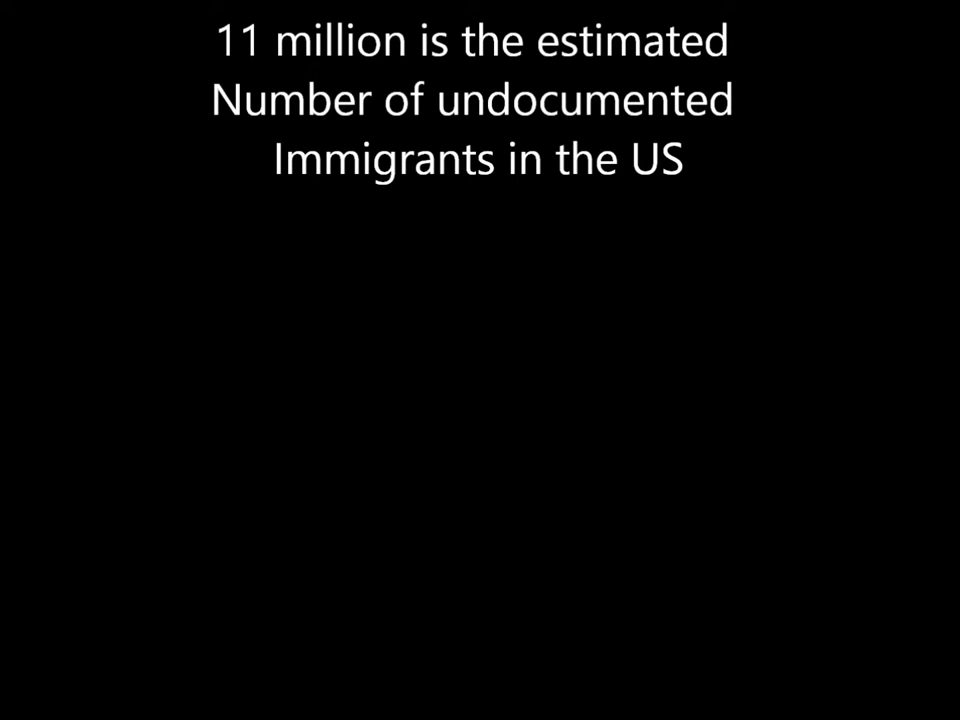 11 million is the estimated
Number of undocumented
Immigrants in the US